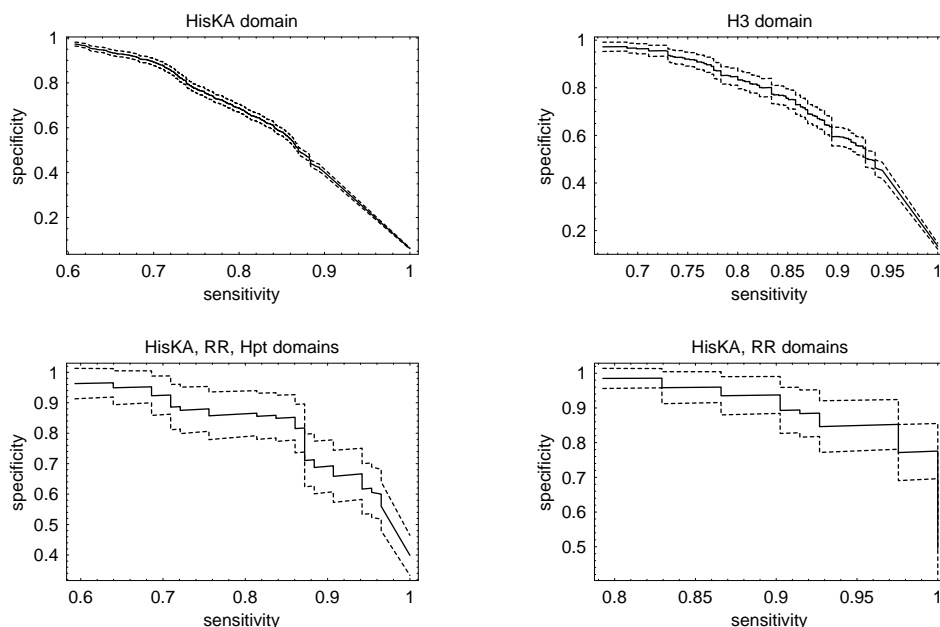 HisKA domain
1
0.8
0.6
0.4
0.2
specificity
0.6 0.7 0.8 0.9 1
sensitivity
H3 domain
1
0.8
0.6
0.4
0.2
specificity
0.7 0.75 0.8 0.85 0.9 0.95 1
sensitivity
HisKA, RR, Hpt domains
1
0.9
0.8
0.7
0.6
0.5
0.4
specificity
0.6 0.7 0.8 0.9 1
sensitivity
HisKA, RR domains
1
0.9
0.8
0.7
0.6
0.5
specificity
0.8 0.85 0.9 0.95 1
sensitivity